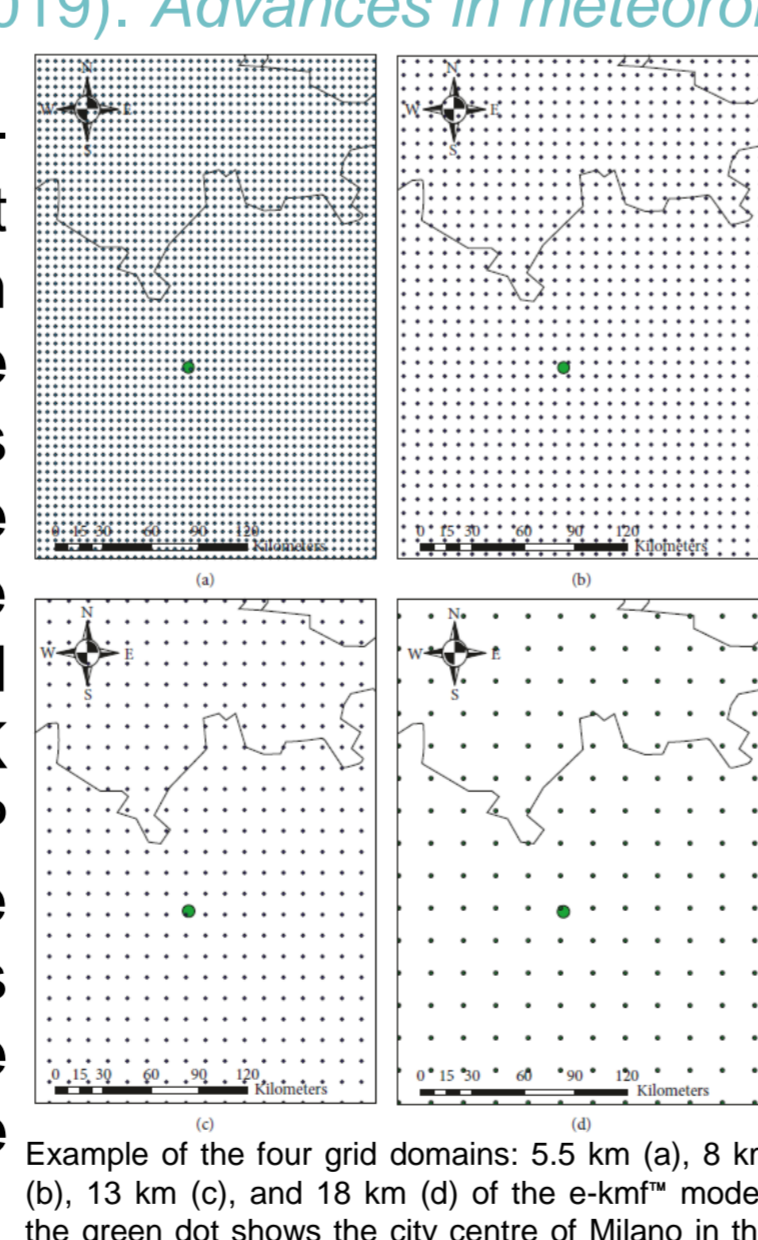 019). Advances in meteorol
N
W E
S
0 15 30 60 90 120
Kilometers
(a)
N
W E
S
0 15 30 60 90 120
Kilometers
(b)
N
W E
S
0 15 30 60 90 120
Kilometers
(c)
N
W E
S
0 15 30 60 90 120
Kilometers
(d)
Example of the four grid domains: 5.5 km (a), 8 km
(b), 13 km (c), and 18 km (d) of the e-kmf™ mode
the green dot shows the city centre of Milano in th